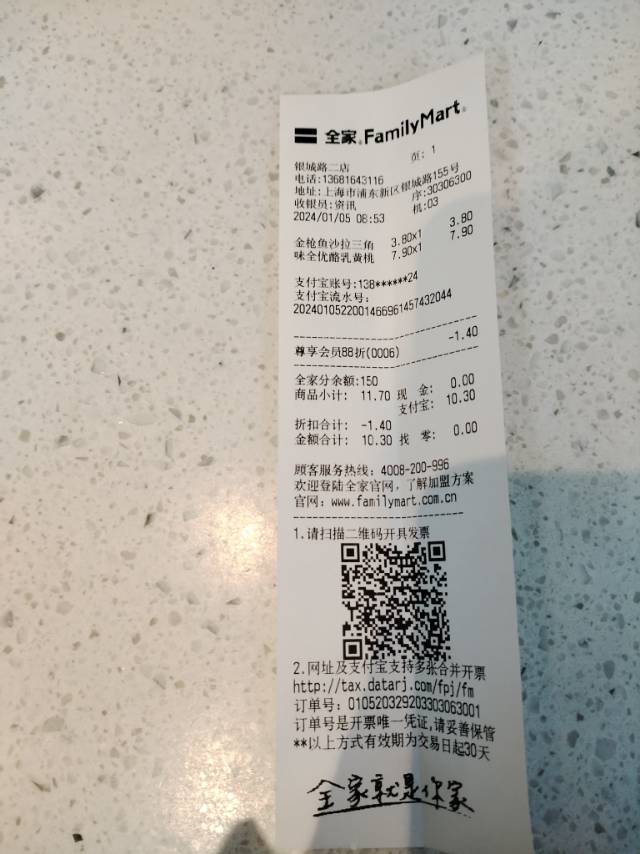 全家 FamilyMart
页: 1
银城路二店
电话:13681643116
地址:上海市浦东新区银城路155号
收银员:资讯 序:30306300
2024/01/05 08:53 机:03
金枪鱼沙拉三角 3.80x1 3.80
味全优酪乳黄桃 7.90x1 7.90
支付宝账号:138******24
支付宝流水号:
2024010522001466961457432044
-1.40
尊享会员88折(0006)
全家分余额:150
商品小计: 11.70 现 金: 0.00
支付宝: 10.30
折扣合计: -1.40
金额合计: 10.30 找 零: 0.00
顾客服务热线: 4008-200-996
欢迎登陆全家官网,了解加盟方案
官网: www.familymart.com.cn
1.请扫描二维码开具发票
2.网址及支付宝支持多张合并开票
http://tax.datarj.com/fpj/fm
订单号: 010520329203303063001
订单号是开票唯一凭证,请妥善保管
**以上方式有效期为交易日起30天
全家就是你家